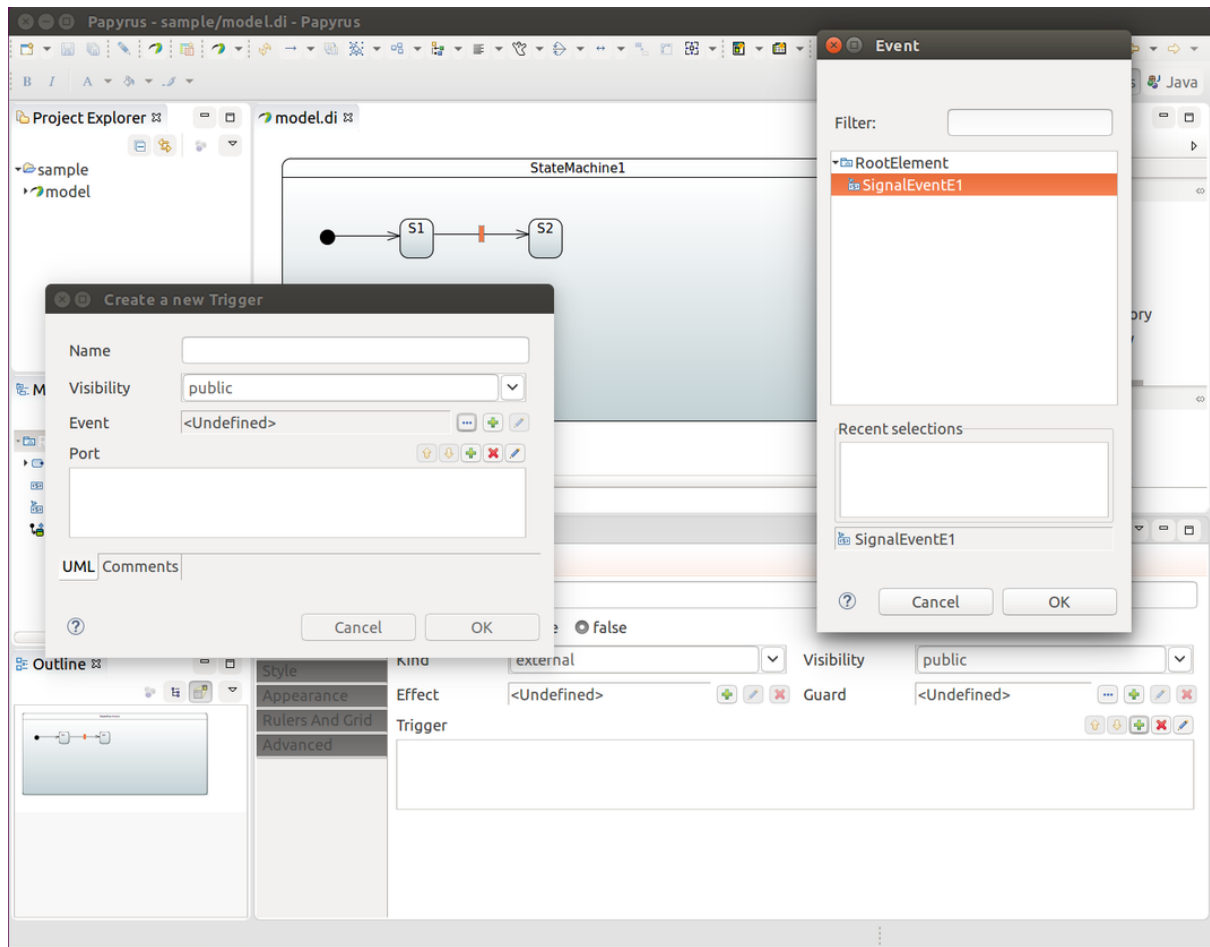 Papyrus - sample/model.di - Papyrus
Event
B I A
Java
Project Explorer
model.di
Filter:
sample
model
StateMachine1
RootElement
SignalEventE1
S1
S2
Create a new Trigger
ory
Name
M
Visibility
public
Event
<Undefined>
Recent selections
Port
SignalEventE1
UML
Comments
Cancel
OK
Cancel
OK
false
Outline
Style
Kind
external
Visibility
public
Appearance
Effect
<Undefined>
Guard
<Undefined>
Rulers And Grid
Trigger
Advanced